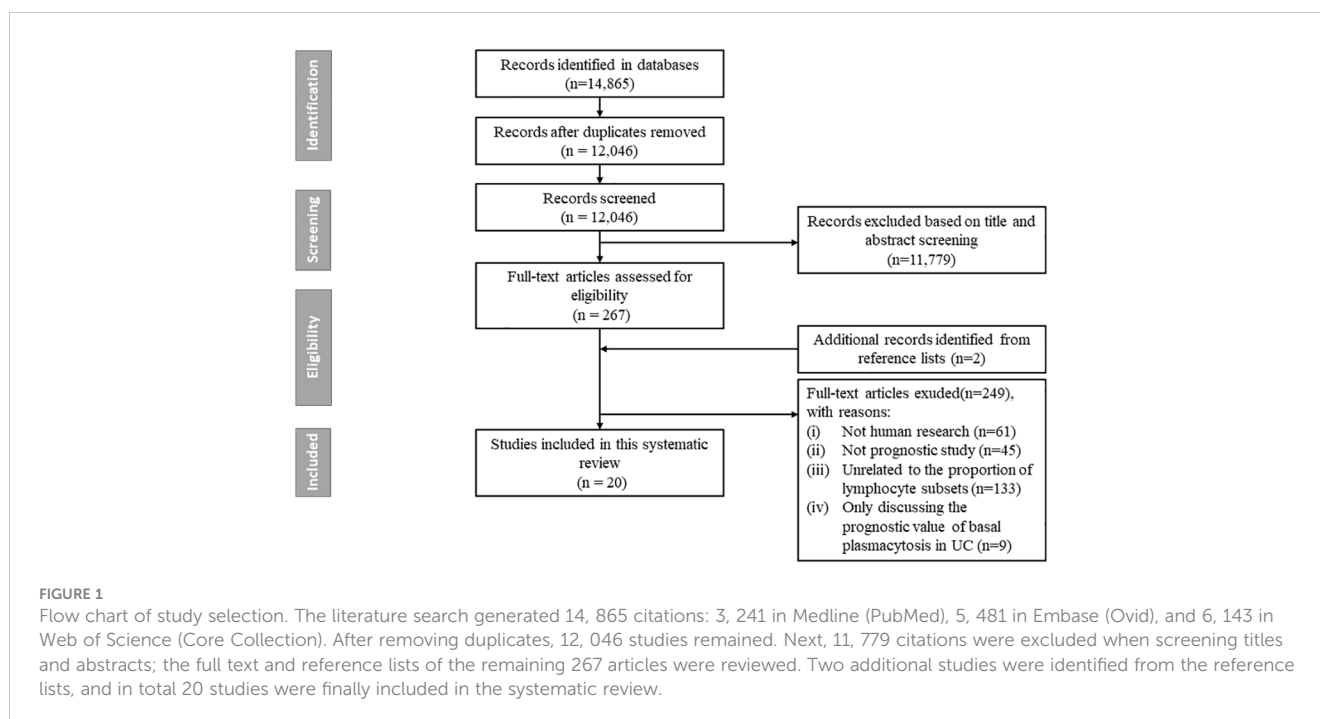 Identification
Records identified in databases
(n=14,865)
Records after duplicates removed
(n = 12,046)
Screening
Records screened
(n = 12,046)
Records excluded based on title and
abstract screening
(n=11,779)
Eligibility
Full-text articles assessed for
eligibility
(n = 267)
Additional records identified from
reference lists (n=2)
Full-text articles exuded(n=249),
with reasons:
(i) Not human research (n=61)
(ii) Not prognostic study (n=45)
(iii) Unrelated to the proportion of
lymphocyte subsets (n=133)
(iv) Only discussing the
prognostic value of basal
plasmacytosis in UC (n=9)
Included
Studies included in this systematic
review
(n = 20)
FIGURE 1
Flow chart of study selection. The literature search generated 14, 865 citations: 3, 241 in Medline (PubMed), 5, 481 in Embase (Ovid), and 6, 143 in
Web of Science (Core Collection). After removing duplicates, 12, 046 studies remained. Next, 11, 779 citations were excluded when screening titles
and abstracts; the full text and reference lists of the remaining 267 articles were reviewed. Two additional studies were identified from the reference
lists, and in total 20 studies were finally included in the systematic review.